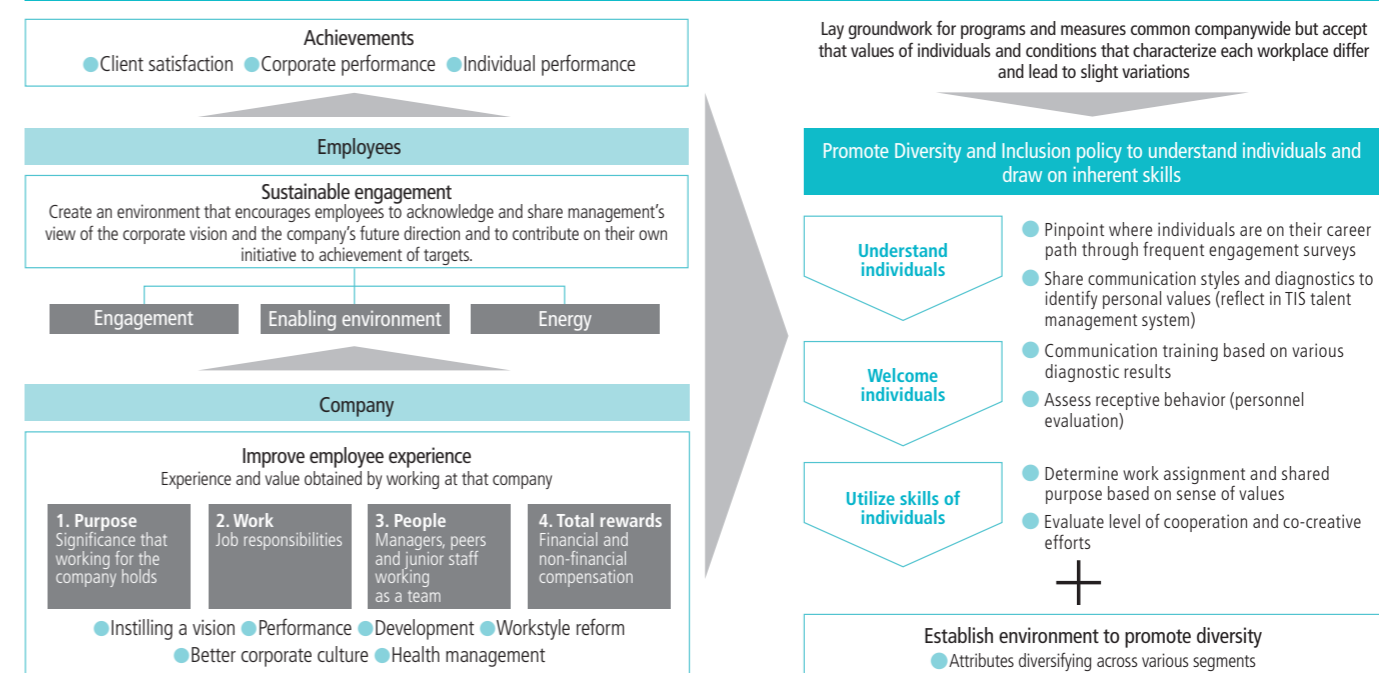 Achievements
●Client satisfaction ●Corporate performance ●Individual performance
Employees
Sustainable engagement
Create an environment that encourages employees to acknowledge and share management's
view of the corporate vision and the company's future direction and to contribute on their own
initiative to achievement of targets.
Engagement
Enabling environment
Energy
Company
Improve employee experience
Experience and value obtained by working at that company
1. Purpose
Significance that
working for the
company holds
2. Work
Job responsibilities
3. People
Managers, peers
and junior staff
working
as a team
4. Total rewards
Financial and
non-financial
compensation
●Instilling a vision ●Performance ●Development ●Workstyle reform
●Better corporate culture ●Health management
Lay groundwork for programs and measures common companywide but accept
that values of individuals and conditions that characterize each workplace differ
and lead to slight variations
Promote Diversity and Inclusion policy to understand individuals and
draw on inherent skills
Understand
individuals
● Pinpoint where individuals are on their career
path through frequent engagement surveys
● Share communication styles and diagnostics to
identify personal values (reflect in TIS talent
management system)
Welcome
individuals
● Communication training based on various
diagnostic results
● Assess receptive behavior (personnel
evaluation)
Utilize skills of
individuals
● Determine work assignment and shared
purpose based on sense of values
● Evaluate level of cooperation and co-creative
efforts
+
Establish environment to promote diversity
●Attributes diversifying across various segments